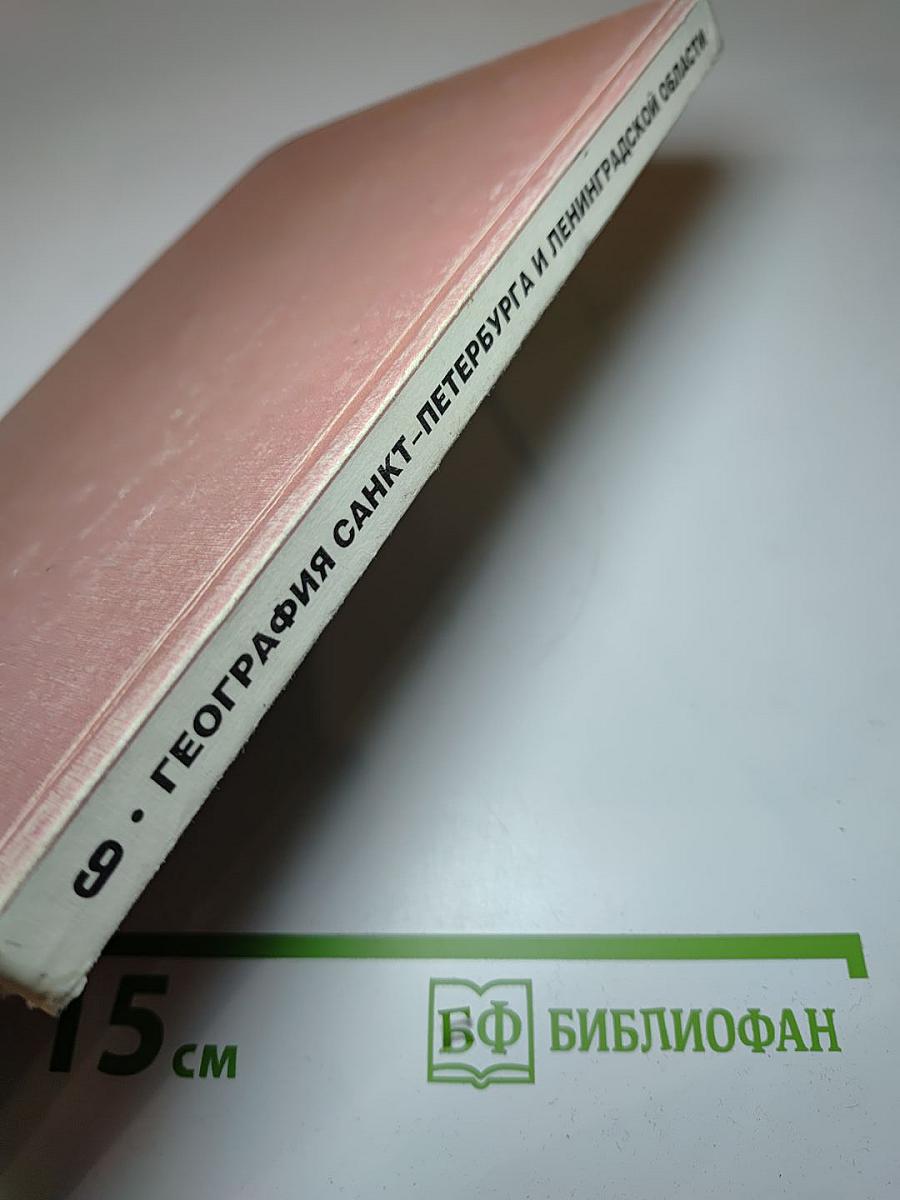 9 • ГЕОГРАФИЯ САНКТ-ПЕТЕРБУРГА И ЛЕНИНГРАДСКОЙ ОБЛАСТИ
15 см
БФ БИБЛИОФАН